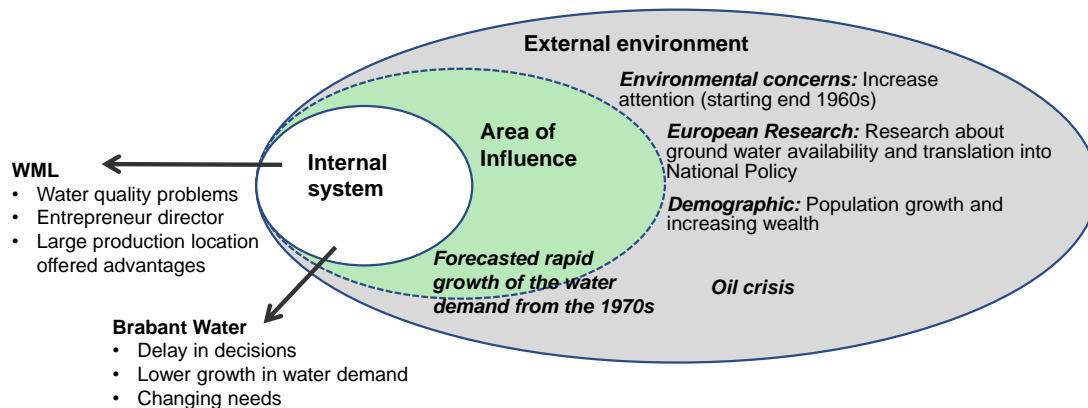 External environment
Environmental concerns: Increase
attention (starting end 1960s)
European Research: Research about
ground water availability and translation into
National Policy
Demographic: Population growth and
increasing wealth
Oil crisis
Area of
Influence
Forecasted rapid
growth of the water
demand from the 1970s
Internal
system
WML
• Water quality problems
• Entrepreneur director
• Large production location
offered advantages
Brabant Water
• Delay in decisions
• Lower growth in water demand
• Changing needs